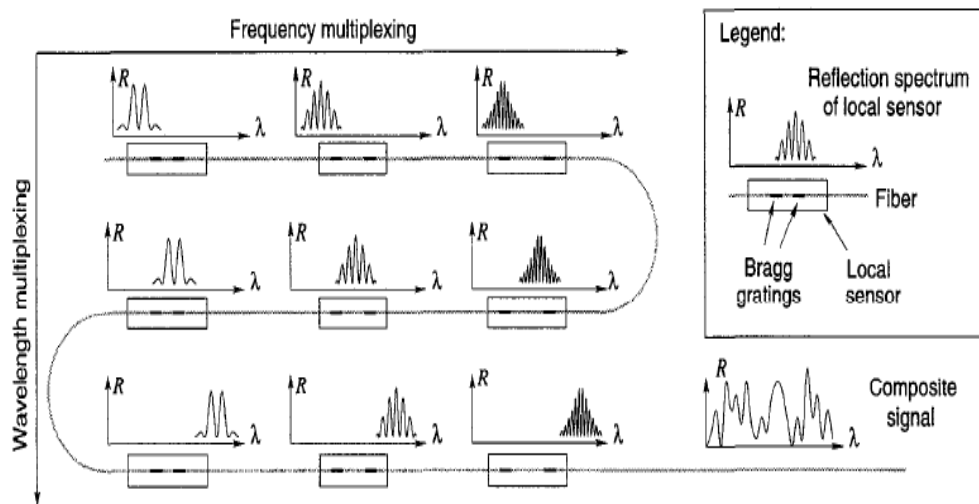 Frequency multiplexing
Wavelength multiplexing
R
λ
R
λ
R
λ
R
λ
R
λ
R
λ
R
λ
R
λ
R
λ
Legend:
Reflection spectrum
of local sensor
R
λ
Fiber
Bragg
gratings
Local
sensor
R
λ
Composite
signal